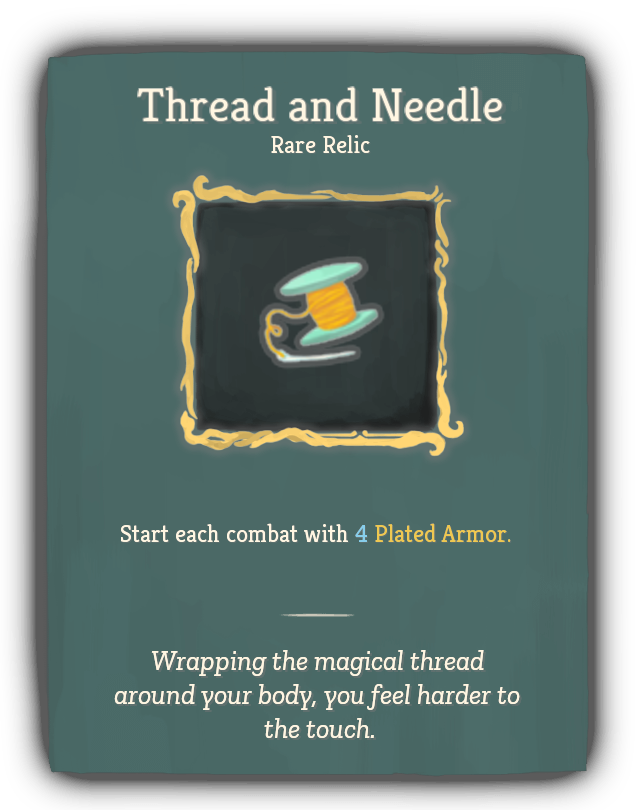 Thread and Needle
Rare Relic
Start each combat with 4 Plated Armor.
Wrapping the magical thread
around your body, you feel harder to
the touch.